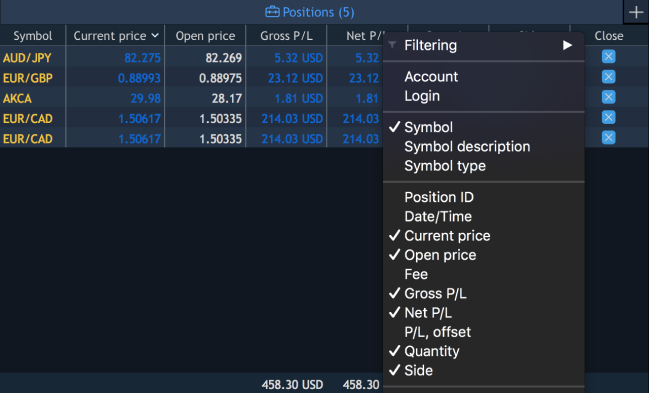 Positions (5)
Symbol Current price Open price Gross P/L Net P/L Close
AUD/JPY 82.275 82.269 5.32 USD 5.32
EUR/GBP 0.88993 0.88975 23.12 USD 23.12
AKCA 29.98 28.17 1.81 USD 1.81
EUR/CAD 1.50617 1.50335 214.03 USD 214.03
EUR/CAD 1.50617 1.50335 214.03 USD 214.03
458.30 USD 458.30
Filtering
Account
Login
Symbol
Symbol description
Symbol type
Position ID
Date/Time
Current price
Open price
Fee
Gross P/L
Net P/L
P/L, offset
Quantity
Side